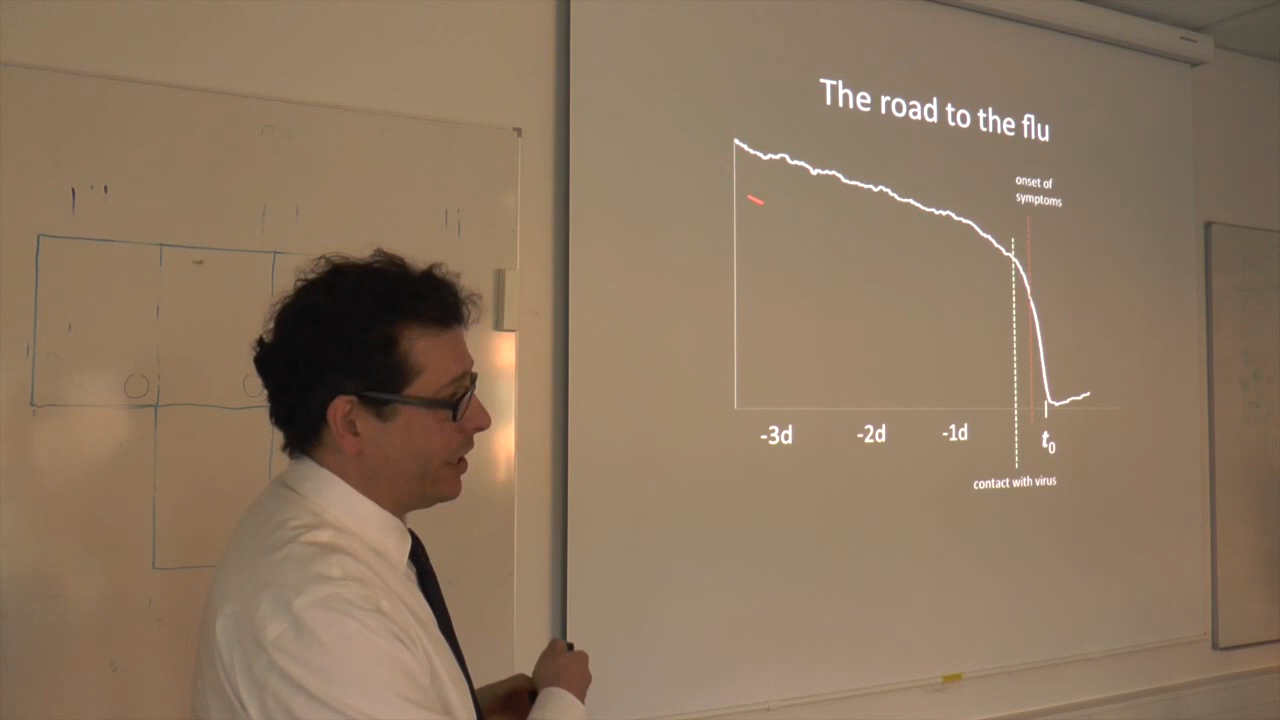 The road to the flu
onset of
symptoms
-3d
-2d
-1d
t0
contact with virus